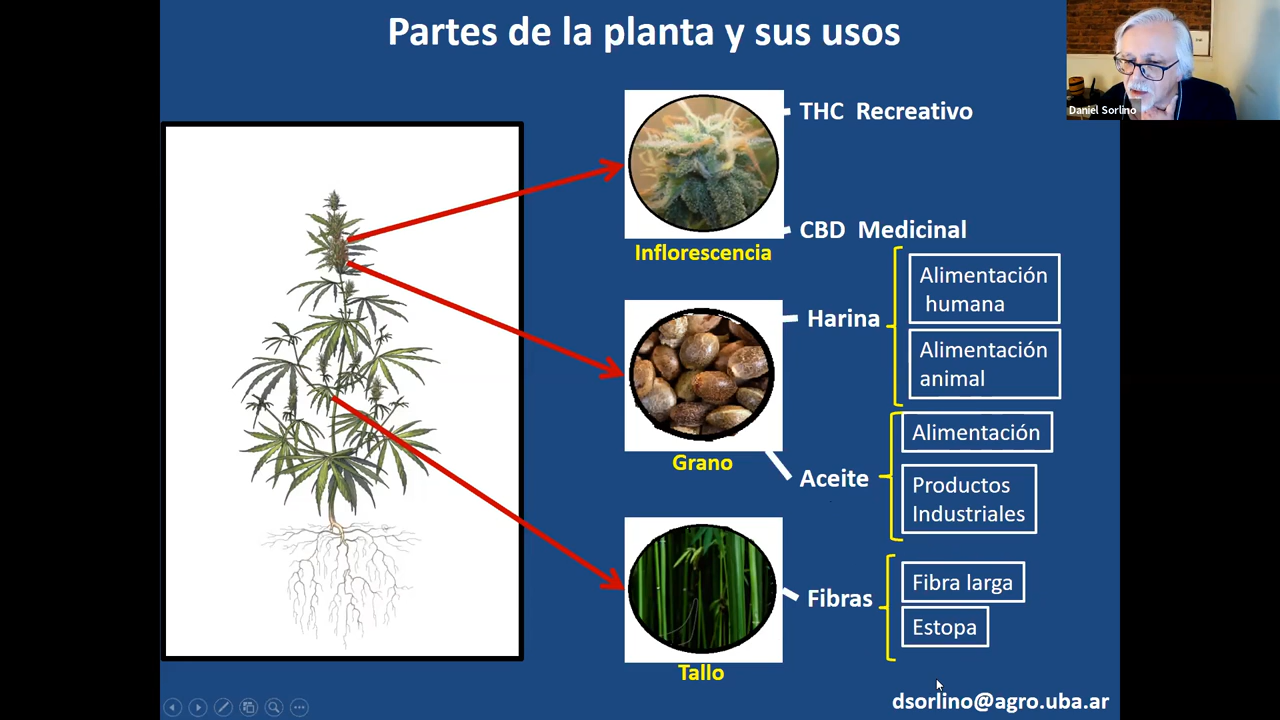 Partes de la planta y sus usos
Daniel Sorlino
THC Recreativo
CBD Medicinal
Inflorescencia
Harina
Alimentación
humana
Alimentación
animal
Grano
Aceite
Alimentación
Productos
Industriales
Fibras
Fibra larga
Estopa
Tallo
dsorlino@agro.uba.ar